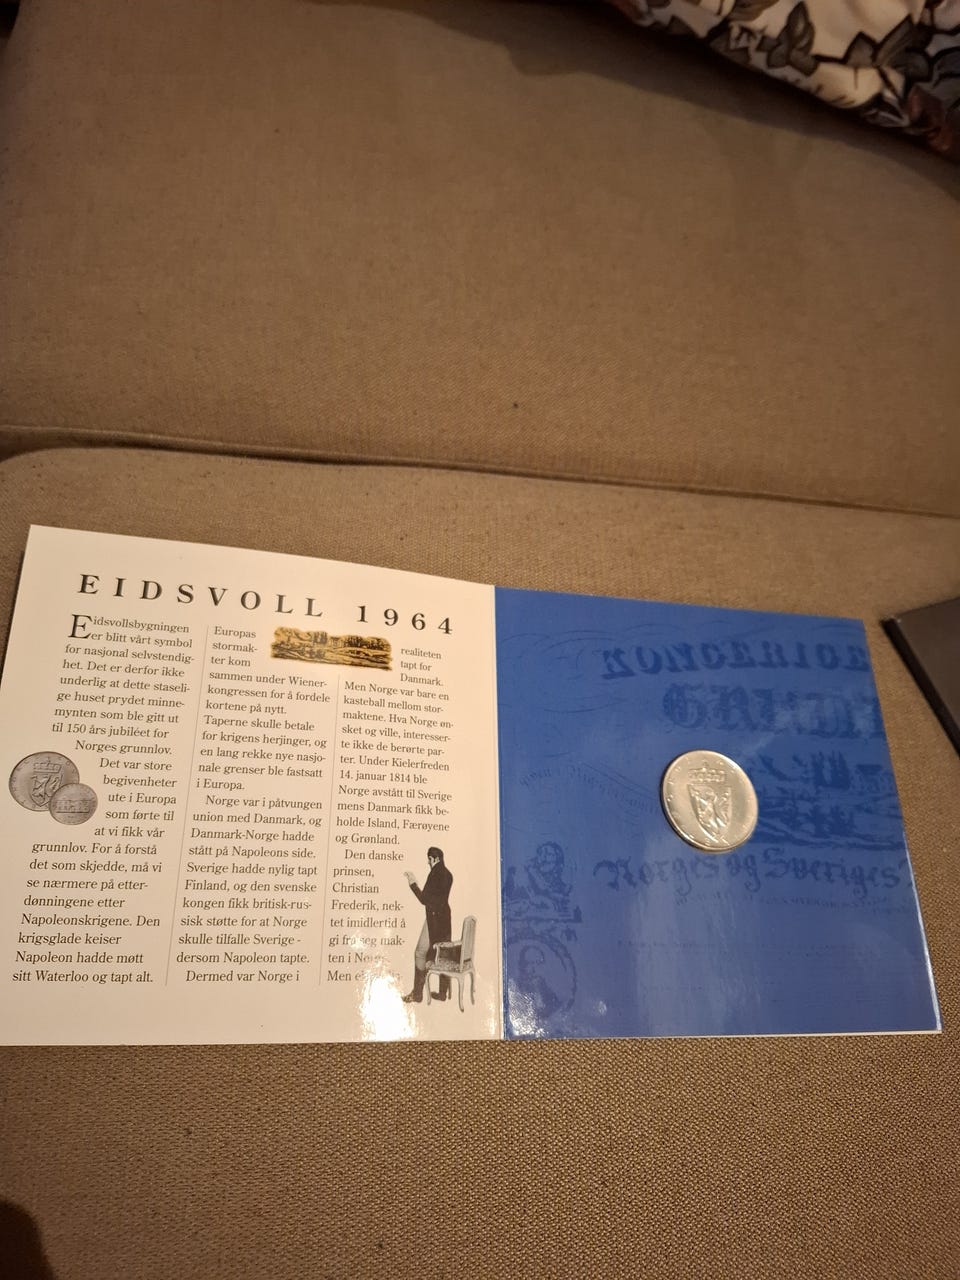 EIDSVOLL 1964
Eidsvollsbygningen
er blitt vårt symbol
for nasjonal selvstendig-
het. Det er derfor ikke
underlig at dette staseli-
ge huset prydet minne-
mynten som ble gitt ut
til 150 års jubiléet for
Norges grunnlov.
Det var store
begivenheter
ute i Europa
som førte til
at vi fikk vår
grunnlov. For å forstå
det som skjedde, må vi
se nærmere på etter-
dønningene etter
Napoleonskrigene. Den
krigsglade keiser
Napoleon hadde møtt
sitt Waterloo og tapt alt.
Europas
stormak-
ter kom
sammen under Wiener-
kongressen for å fordele
kortene på nytt.
Taperne skulle betale
for krigens herjinger, og
en lang rekke nye nasjo-
nale grenser ble fastsatt
i Europa.
Norge var i påtvungen
union med Danmark, og
Danmark-Norge hadde
stått på Napoleons side.
Sverige hadde nylig tapt
Finland, og den svenske
kongen fikk britisk-rus-
sisk støtte for at Norge
skulle tilfalle Sverige -
dersom Napoleon tapte.
Dermed var Norge i
realiteten
tapt for
Danmark.
Men Norge var bare en
kasteball mellom stor-
maktene. Hva Norge øn-
sket og ville, interesser-
te ikke de berørte par-
ter. Under Kielerfreden
14. januar 1814 ble
Norge avstått til Sverige
mens Danmark fikk be-
holde Island, Færøyene
og Grønland.
Den danske
prinsen,
Christian
Frederik, nek-
tet imidlertid å
gi fra seg mak-
ten i Norge.
Men
Norges og Sveriges